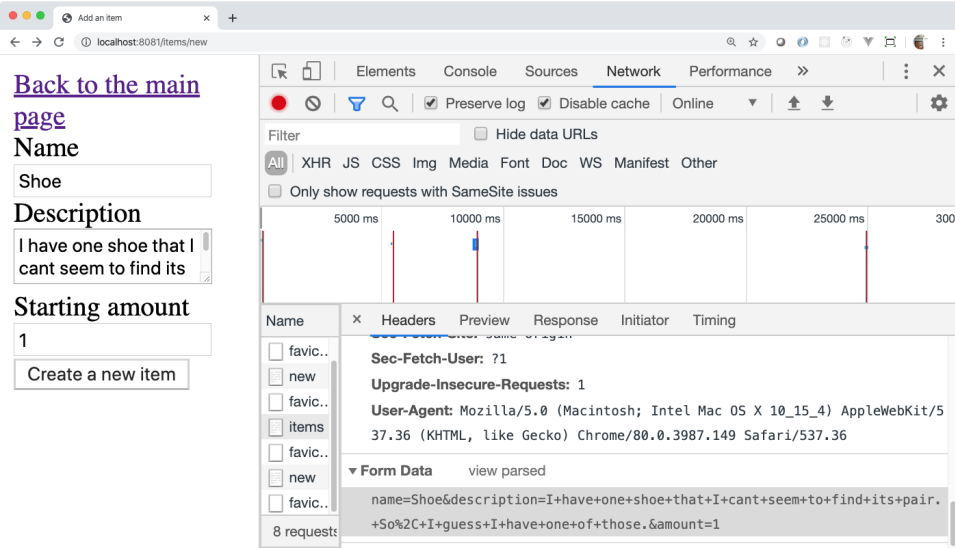 Add an item
localhost:8081/items/new
Back to the main
page
Name
Shoe
Description
I have one shoe that I
cant seem to find its
Starting amount
1
Create a new item
Elements Console Sources Network Performance
Preserve log Disable cache Online
Filter Hide data URLs
All XHR JS CSS Img Media Font Doc WS Manifest Other
Only show requests with SameSite issues
5000 ms 10000 ms 15000 ms 20000 ms 25000 ms 300
Name
favic..
new
favic..
items
favic..
new
favic..
8 requests
Headers Preview Response Initiator Timing
Sec-Fetch-Site: same-origin
Sec-Fetch-User: ?1
Upgrade-Insecure-Requests: 1
User-Agent: Mozilla/5.0 (Macintosh; Intel Mac OS X 10_15_4) AppleWebKit/5
37.36 (KHTML, like Gecko) Chrome/80.0.3987.149 Safari/537.36
Form Data view parsed
name=Shoe&description=I+have+one+shoe+that+I+cant+seem+to+find+its+pair.
+So%2C+I+guess+I+have+one+of+those.&amount=1